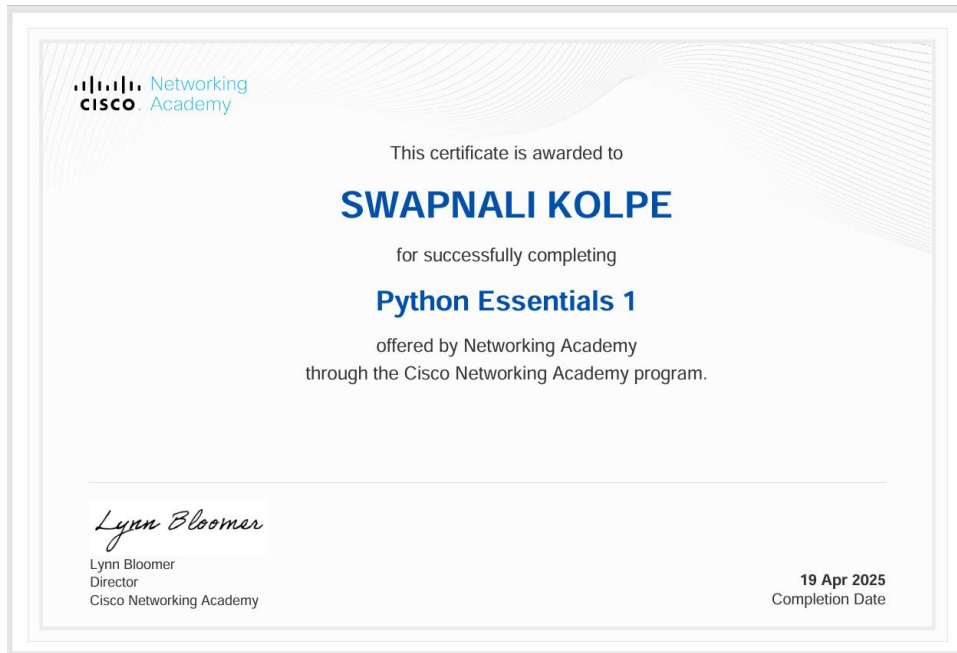 Networking
CISCO Academy
This certificate is awarded to
SWAPNALI KOLPE
for successfully completing
Python Essentials 1
offered by Networking Academy
through the Cisco Networking Academy program.
Lynn Bloomer
Lynn Bloomer
Director
Cisco Networking Academy
19 Apr 2025
Completion Date